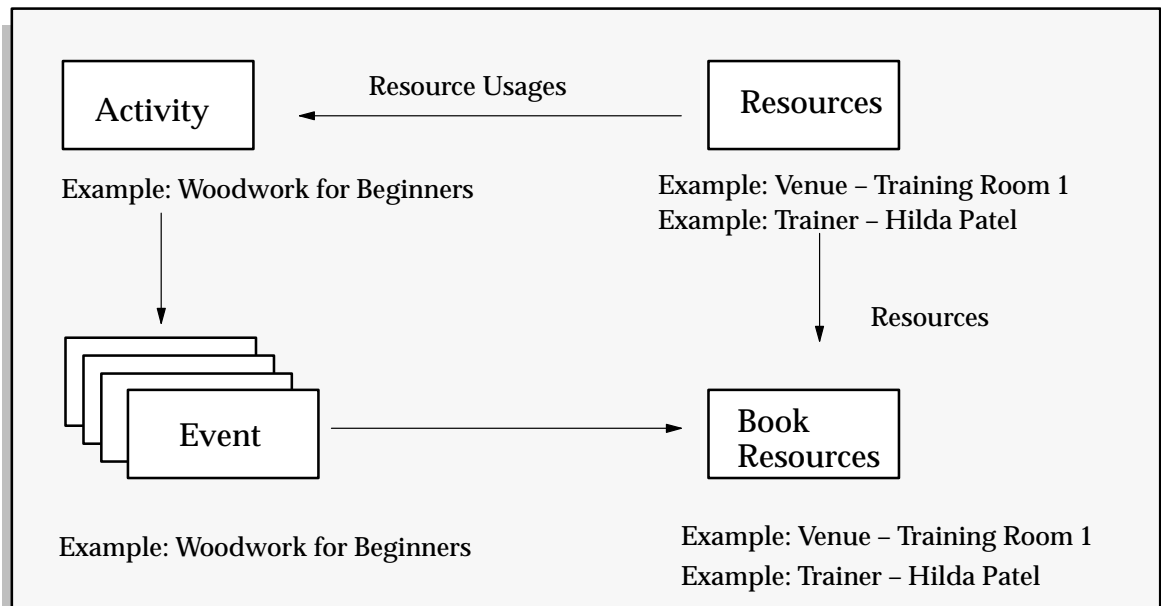 Activity
Resource Usages
Resources
Example: Woodwork for Beginners
Example: Venue – Training Room 1
Example: Trainer – Hilda Patel
Resources
Event
Book
Resources
Example: Woodwork for Beginners
Example: Venue – Training Room 1
Example: Trainer – Hilda Patel